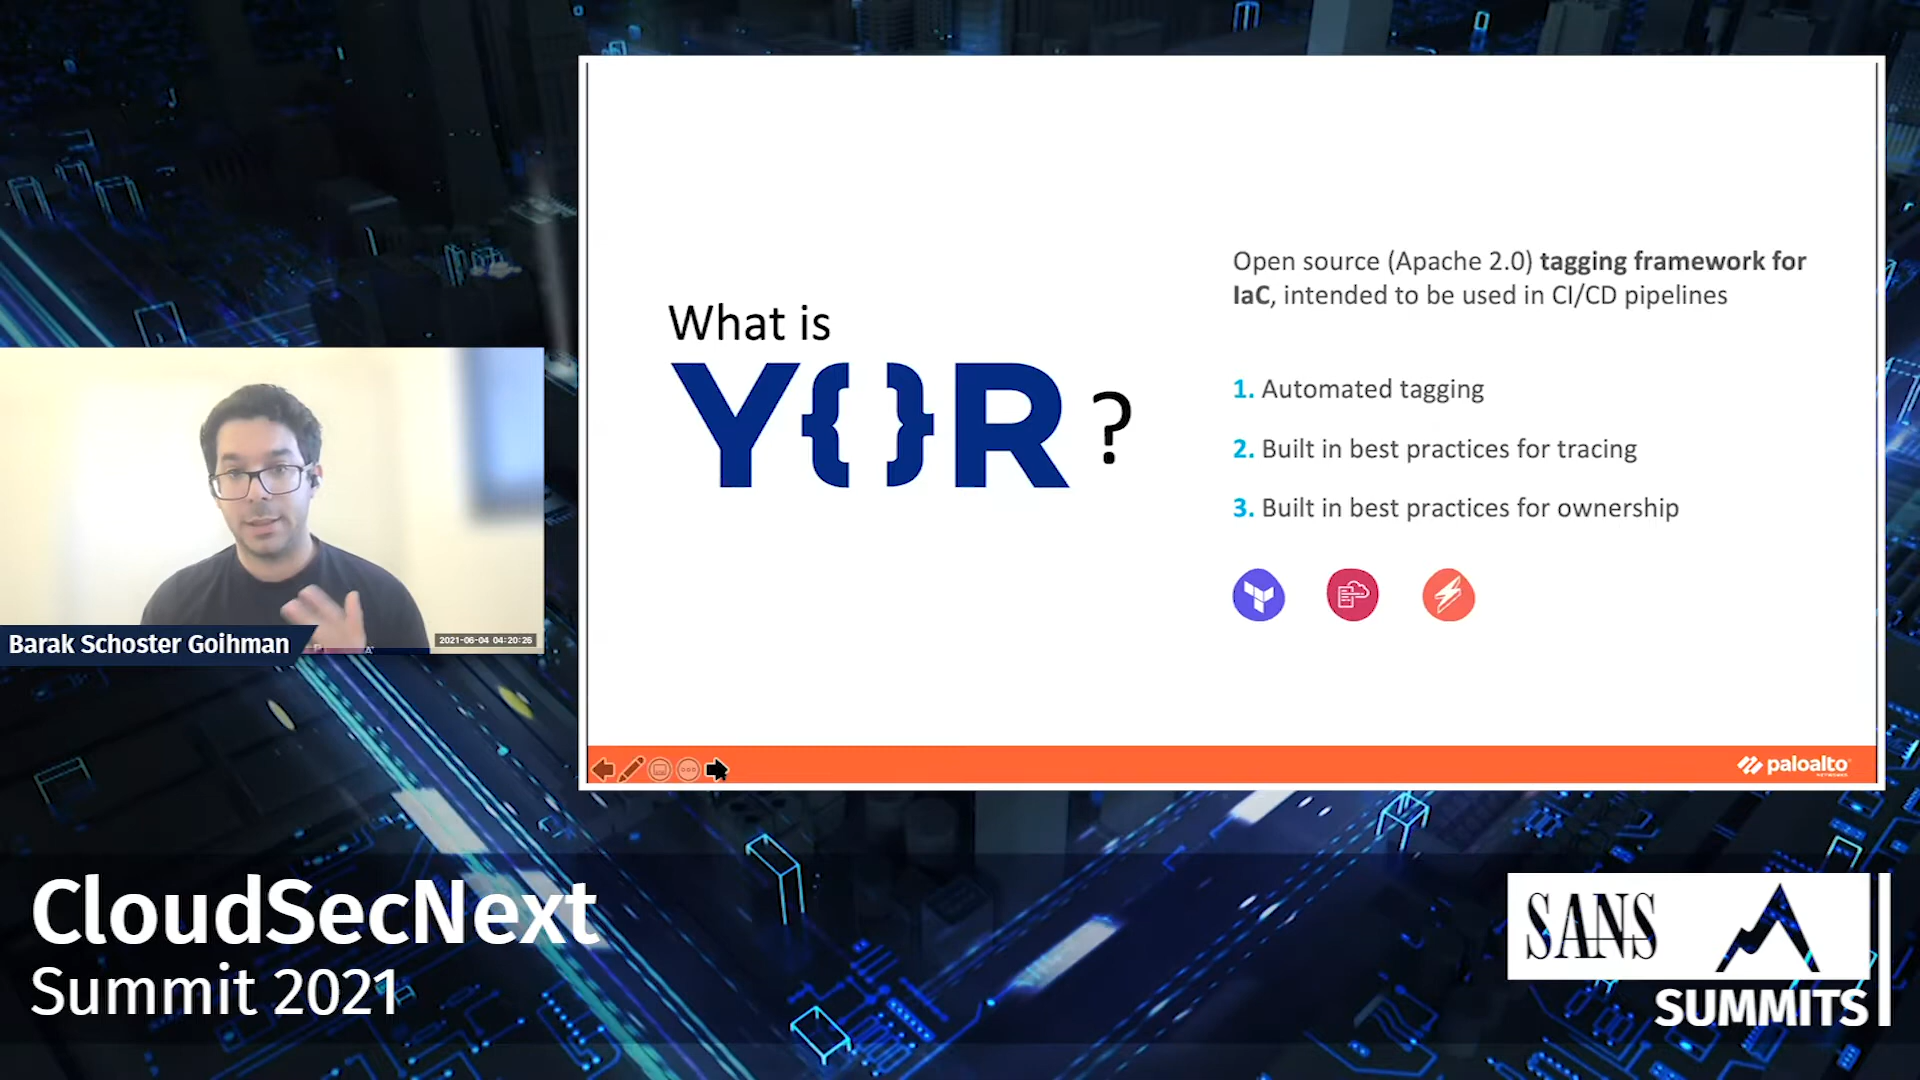 What is
Y{}R ?
Open source (Apache 2.0) tagging framework for
IaC, intended to be used in CI/CD pipelines
1. Automated tagging
2. Built in best practices for tracing
3. Built in best practices for ownership
paloalto
NETWORKS
Barak Schoster Goihman
2021-06-04 04:20:26
CloudSecNext
Summit 2021
SANS
SUMMITS